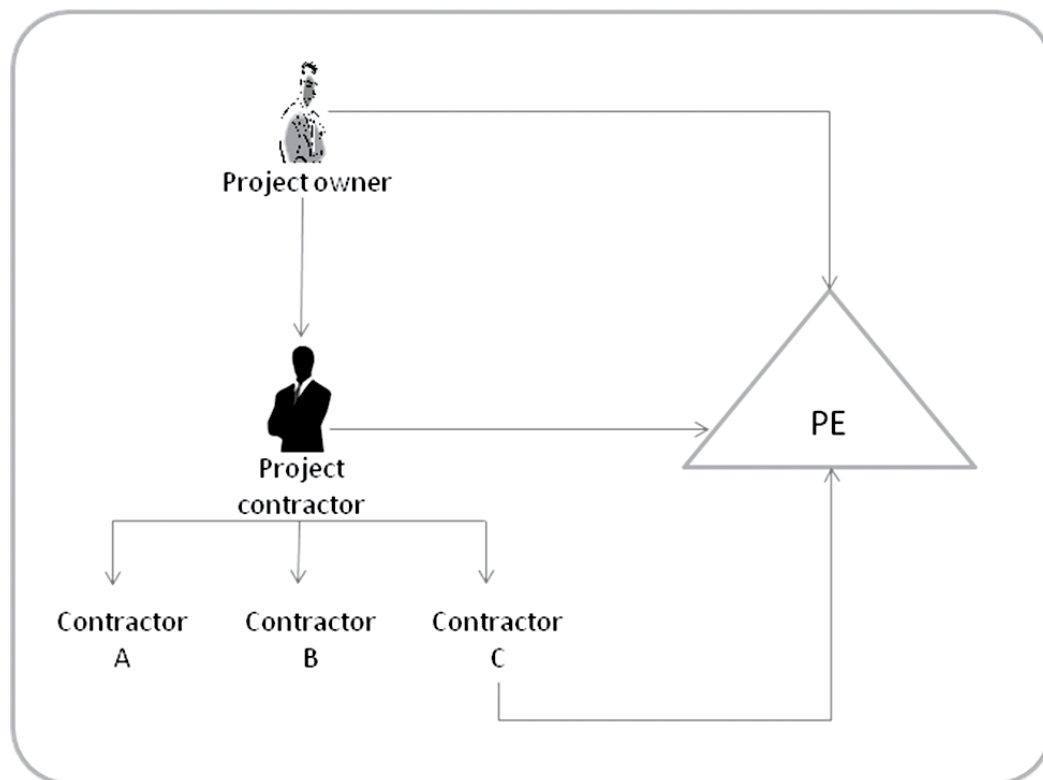 Project owner
PE
Project
contractor
Contractor
A
Contractor
B
Contractor
C